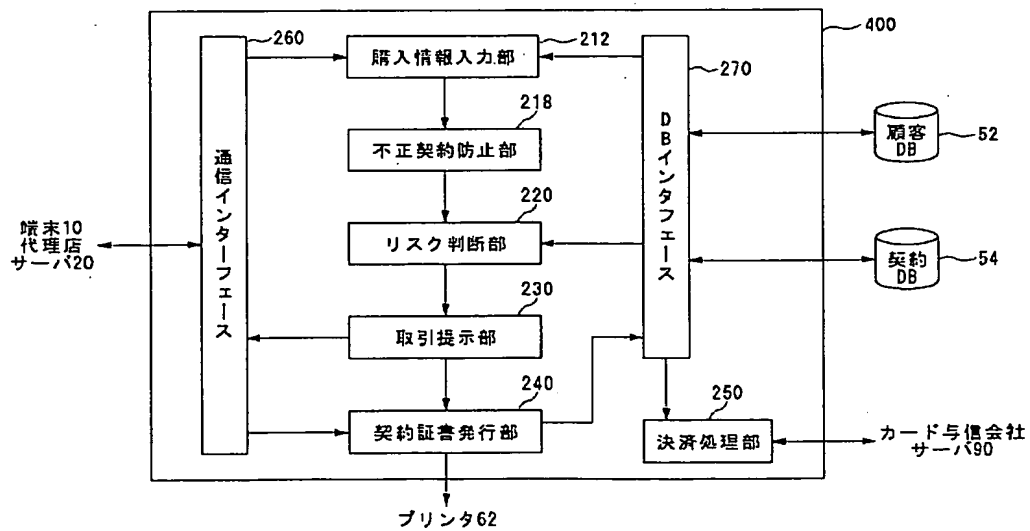 400
260
212
購入情報入力部
270
218
不正契約防止部
顧客
DB
52
通信インターフェース
DBインタフェース
220
リスク判断部
端末10
代理店
サーバ20
契約
DB
54
230
取引提示部
240
契約証書発行部
250
決済処理部
カード与信会社
サーバ90
プリンタ62